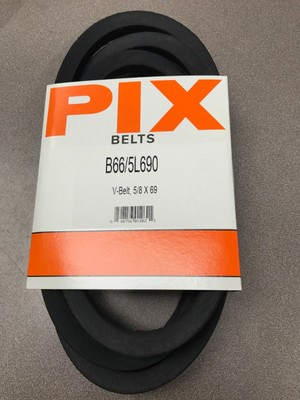 PIX
BELTS
B66/5L690
V-Belt, 5/8 X 69